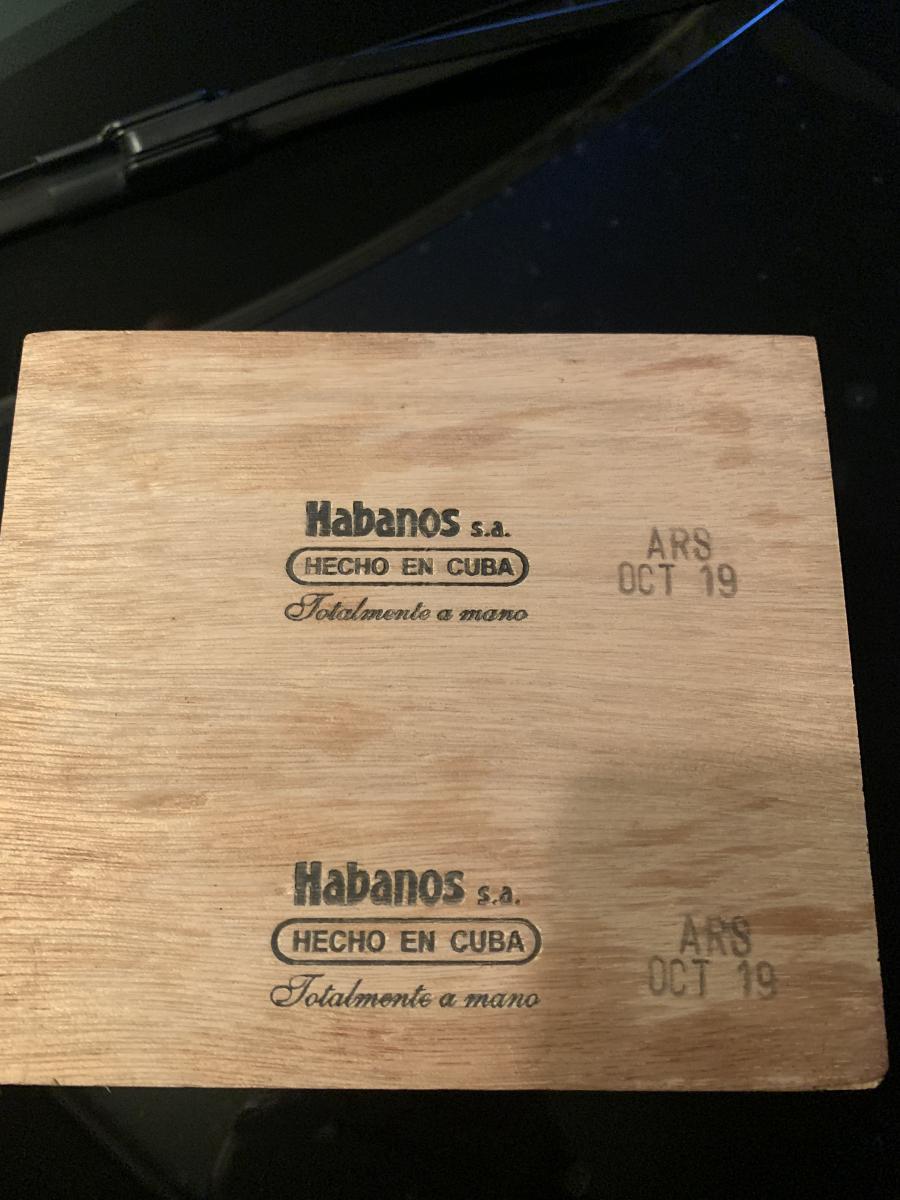 Habanos s.a.
HECHO EN CUBA
Totalmente a mano
ARS
OCT 19
Habanos s.a.
HECHO EN CUBA
Totalmente a mano
ARS
OCT 19